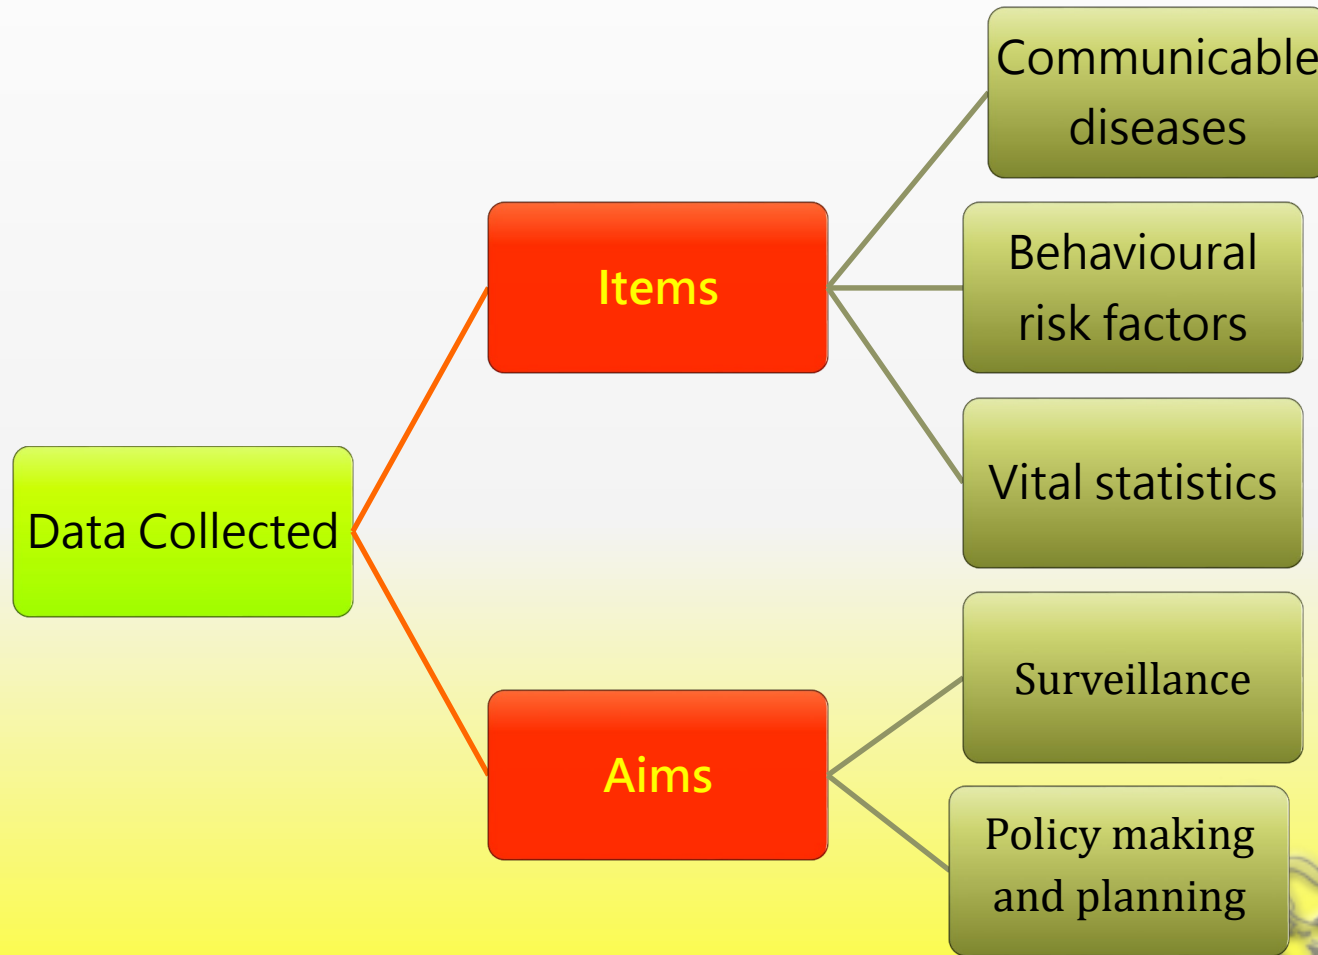 Data Collected
Items
Communicable
diseases
Behavioural
risk factors
Vital statistics
Aims
Surveillance
Policy making
and planning